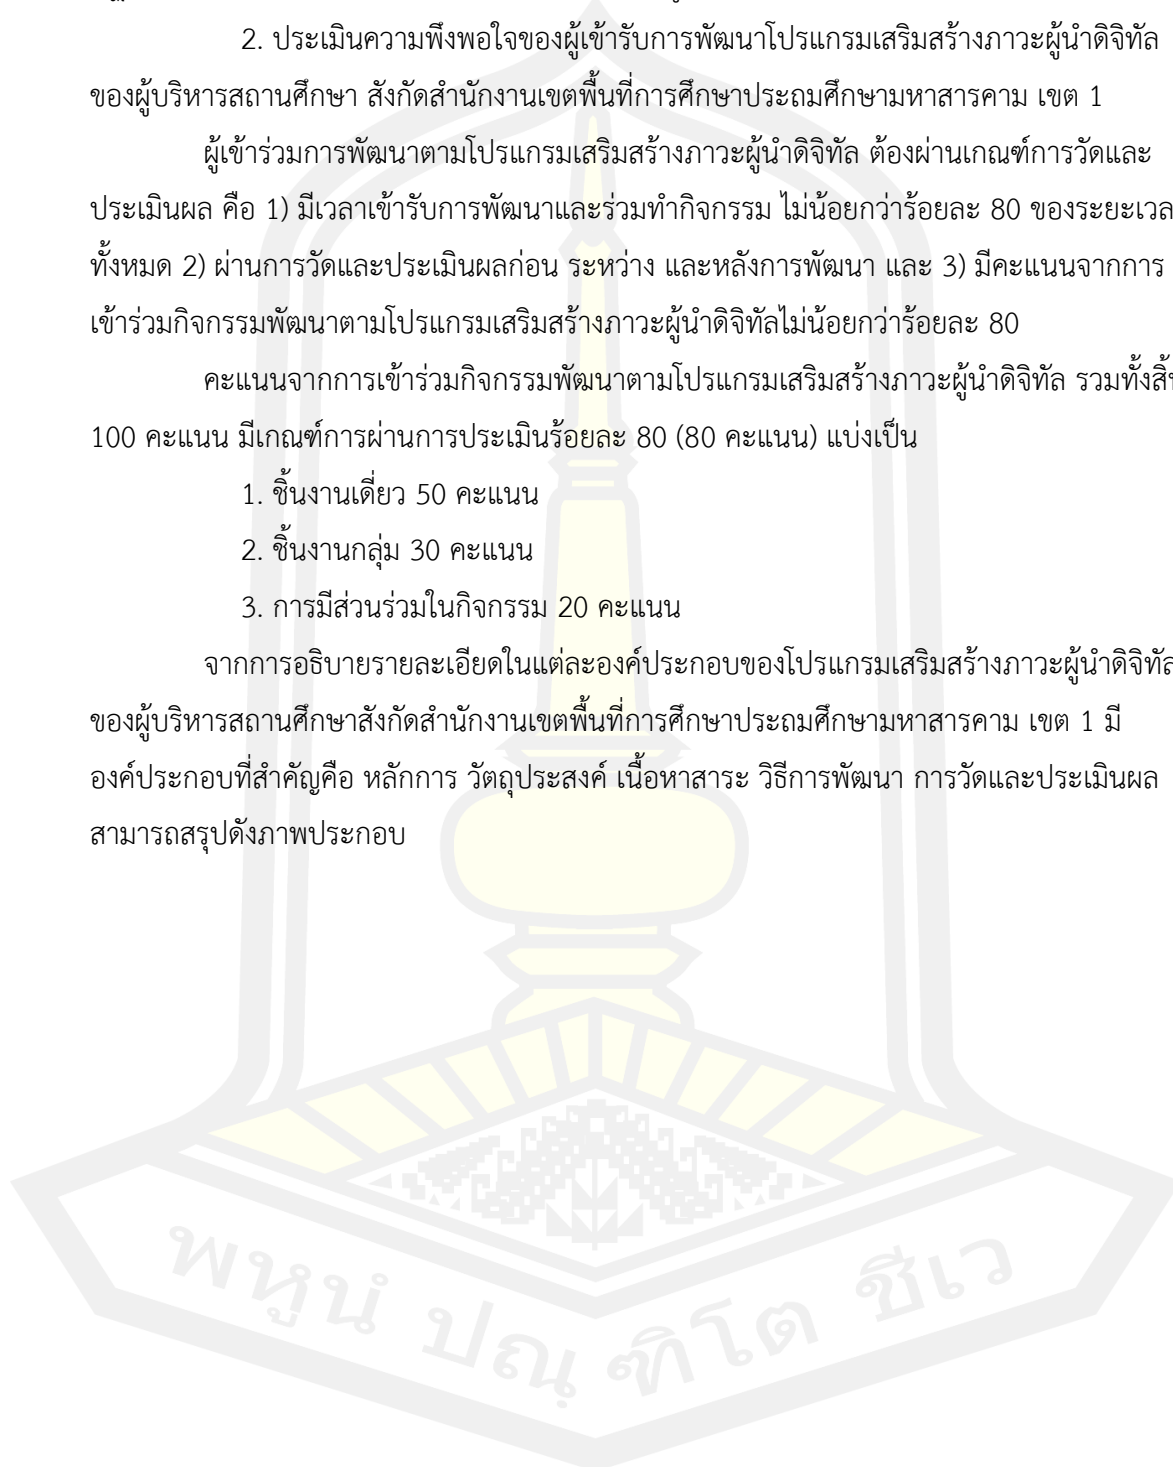 2. ประเมินความพึงพอใจของผู้เข้ารับการพัฒนาโปรแกรมเสริมสร้างภาวะผู้นำดิจิทัล
ของผู้บริหารสถานศึกษา สังกัดสำนักงานเขตพื้นที่การศึกษาประถมศึกษามหาสารคาม เขต 1
ผู้เข้าร่วมการพัฒนาตามโปรแกรมเสริมสร้างภาวะผู้นำดิจิทัล ต้องผ่านเกณฑ์การวัดและ
ประเมินผล คือ 1) มีเวลาเข้ารับการพัฒนาและร่วมทำกิจกรรม ไม่น้อยกว่าร้อยละ 80 ของระยะเวล
ทั้งหมด 2) ผ่านการวัดและประเมินผลก่อน ระหว่าง และหลังการพัฒนา และ 3) มีคะแนนจากการ
เข้าร่วมกิจกรรมพัฒนาตามโปรแกรมเสริมสร้างภาวะผู้นำดิจิทัลไม่น้อยกว่าร้อยละ 80
คะแนนจากการเข้าร่วมกิจกรรมพัฒนาตามโปรแกรมเสริมสร้างภาวะผู้นำดิจิทัล รวมทั้งสิ้น
100 คะแนน มีเกณฑ์การผ่านการประเมินร้อยละ 80 (80 คะแนน) แบ่งเป็น
1. ชิ้นงานเดี่ยว 50 คะแนน
2. ชิ้นงานกลุ่ม 30 คะแนน
3. การมีส่วนร่วมในกิจกรรม 20 คะแนน
จากการอธิบายรายละเอียดในแต่ละองค์ประกอบของโปรแกรมเสริมสร้างภาวะผู้นำดิจิทัล
ของผู้บริหารสถานศึกษาสังกัดสำนักงานเขตพื้นที่การศึกษาประถมศึกษามหาสารคาม เขต 1 มี
องค์ประกอบที่สำคัญคือ หลักการ วัตถุประสงค์ เนื้อหาสาระ วิธีการพัฒนา การวัดและประเมินผล
สามารถสรุปดังภาพประกอบ
พหูนํ ปณฺฑิโต ชีเว